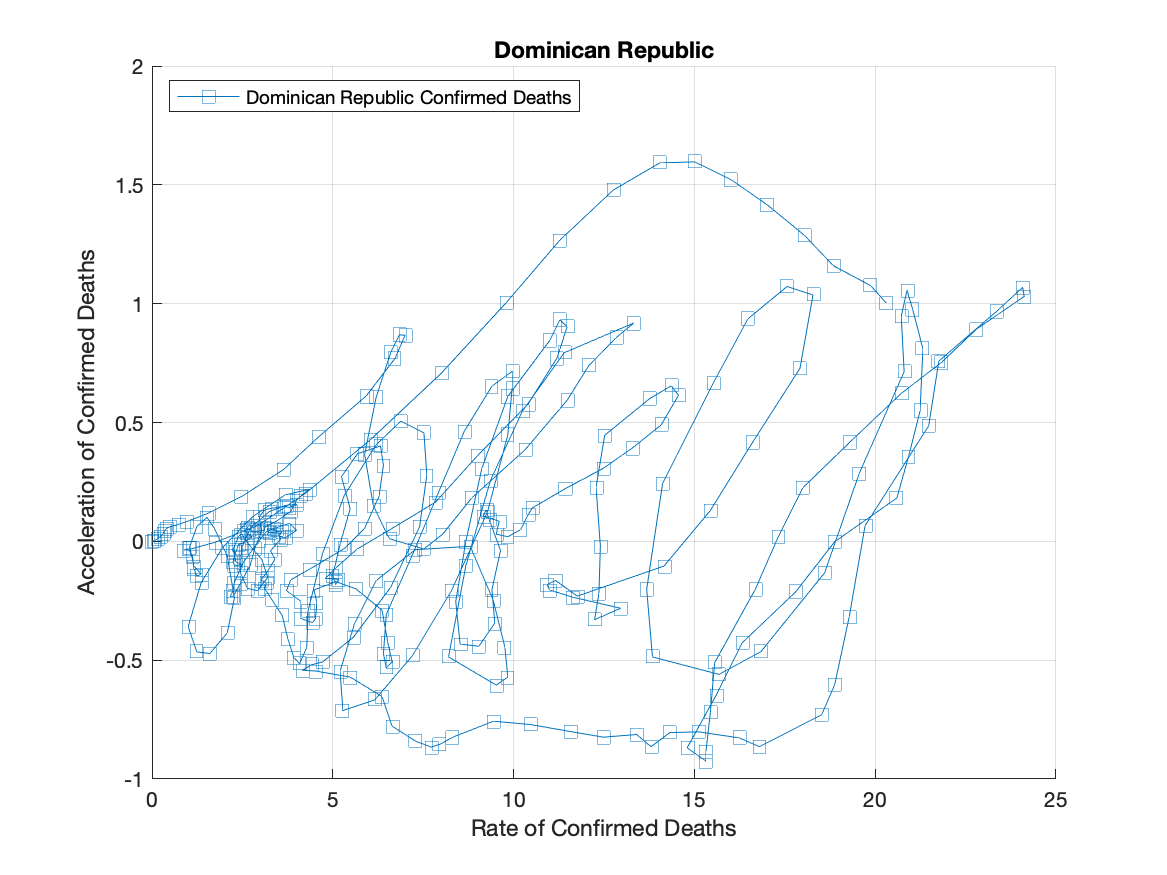 Dominican Republic
Dominican Republic Confirmed Deaths
2
1.5
1
0.5
0
-0.5
-1
Acceleration of Confirmed Deaths
0 5 10 15 20 25
Rate of Confirmed Deaths